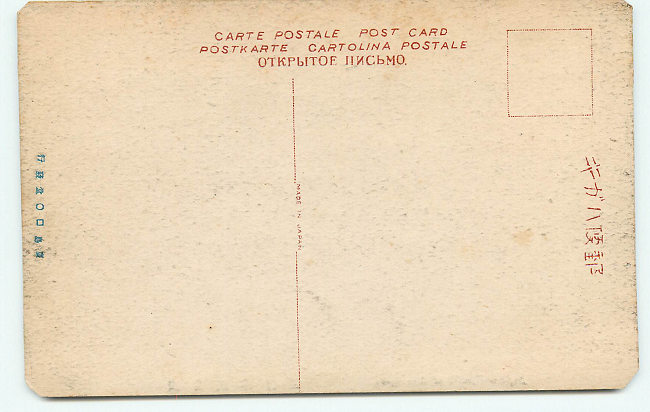 CARTE POSTALE POST CARD
POSTKARTE CARTOLINA POSTALE
ОТКРЫТОЕ ПИСЬМО.
MADE IN JAPAN
郵便ハガキ